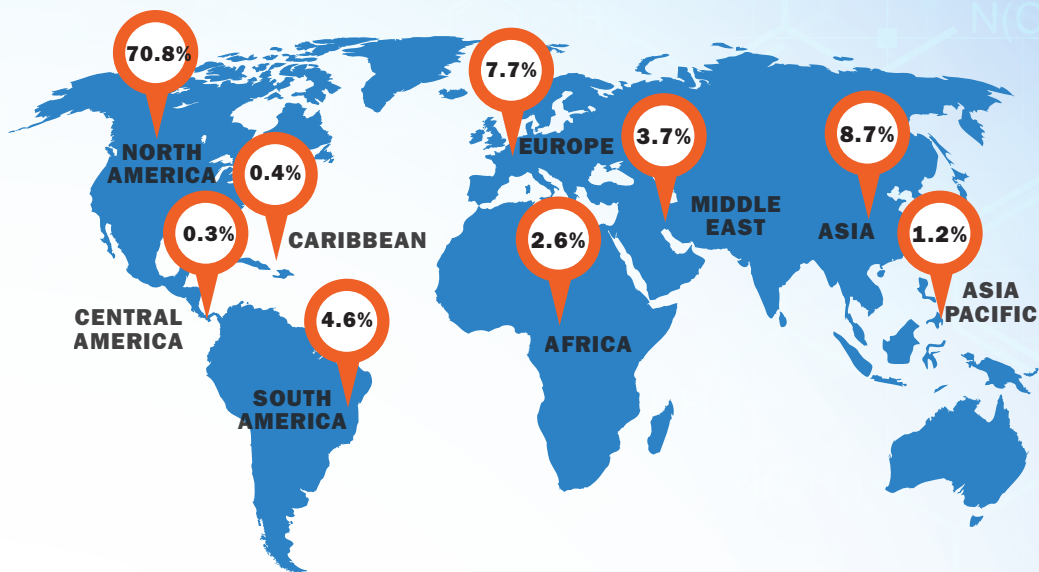 N(C
70.8%
NORTH
AMERICA
0.4%
CARIBBEAN
0.3%
CENTRAL
AMERICA
4.6%
SOUTH
AMERICA
7.7%
EUROPE
3.7%
MIDDLE
EAST
2.6%
AFRICA
8.7%
ASIA
1.2%
ASIA
PACIFIC